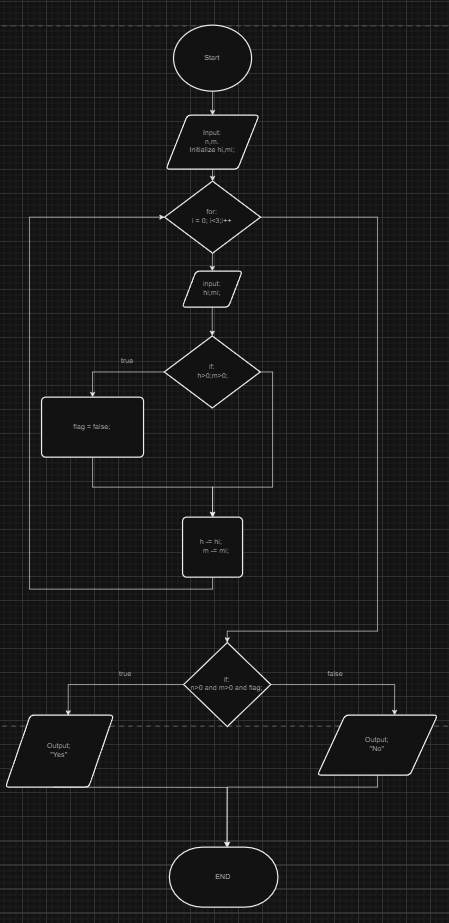 Start
Input:
n,m.
Initialize hi,mi;
for:
i = 0; i<3;i++
input:
hi,mi;
if:
h>0;m>0;
true
flag = false;
h -= hi;
m -= mi;
if:
n>0 and m>0 and flag;
true
false
Output;
"Yes"
Output;
"No"
END